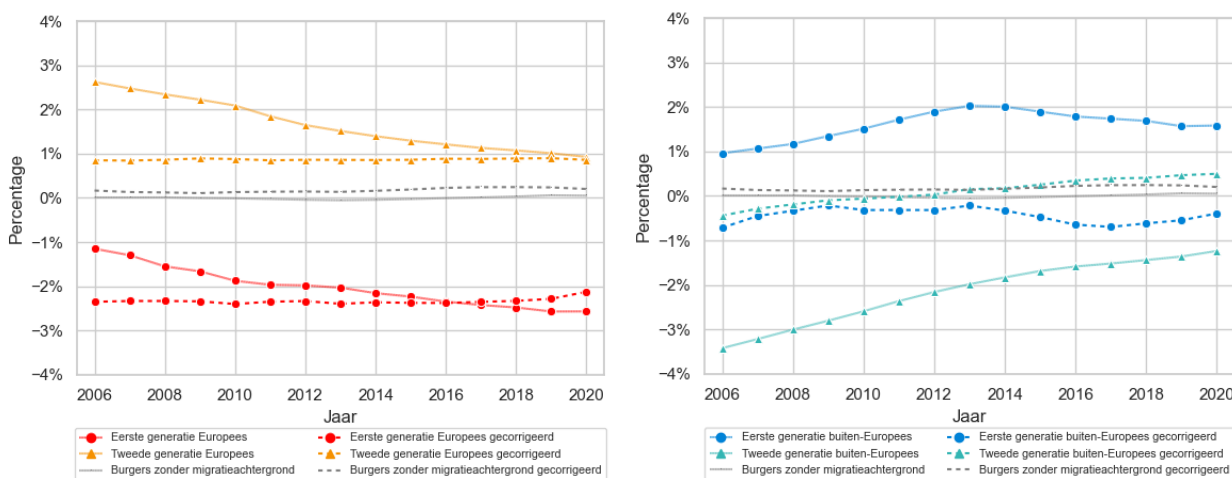 4%
3%
2%
1%
0%
−1%
−2%
−3%
−4%
Percentage
2006 2008 2010 2012 2014 2016 2018 2020
Jaar
Eerste generatie Europees
Eerste generatie Europees gecorrigeerd
Tweede generatie Europees
Tweede generatie Europees gecorrigeerd
Burgers zonder migratieachtergrond
Burgers zonder migratieachtergrond gecorrigeerd
4%
3%
2%
1%
0%
−1%
−2%
−3%
−4%
Percentage
2006 2008 2010 2012 2014 2016 2018 2020
Jaar
Eerste generatie buiten-Europees
Eerste generatie buiten-Europees gecorrigeerd
Tweede generatie buiten-Europees
Tweede generatie buiten-Europees gecorrigeerd
Burgers zonder migratieachtergrond
Burgers zonder migratieachtergrond gecorrigeerd